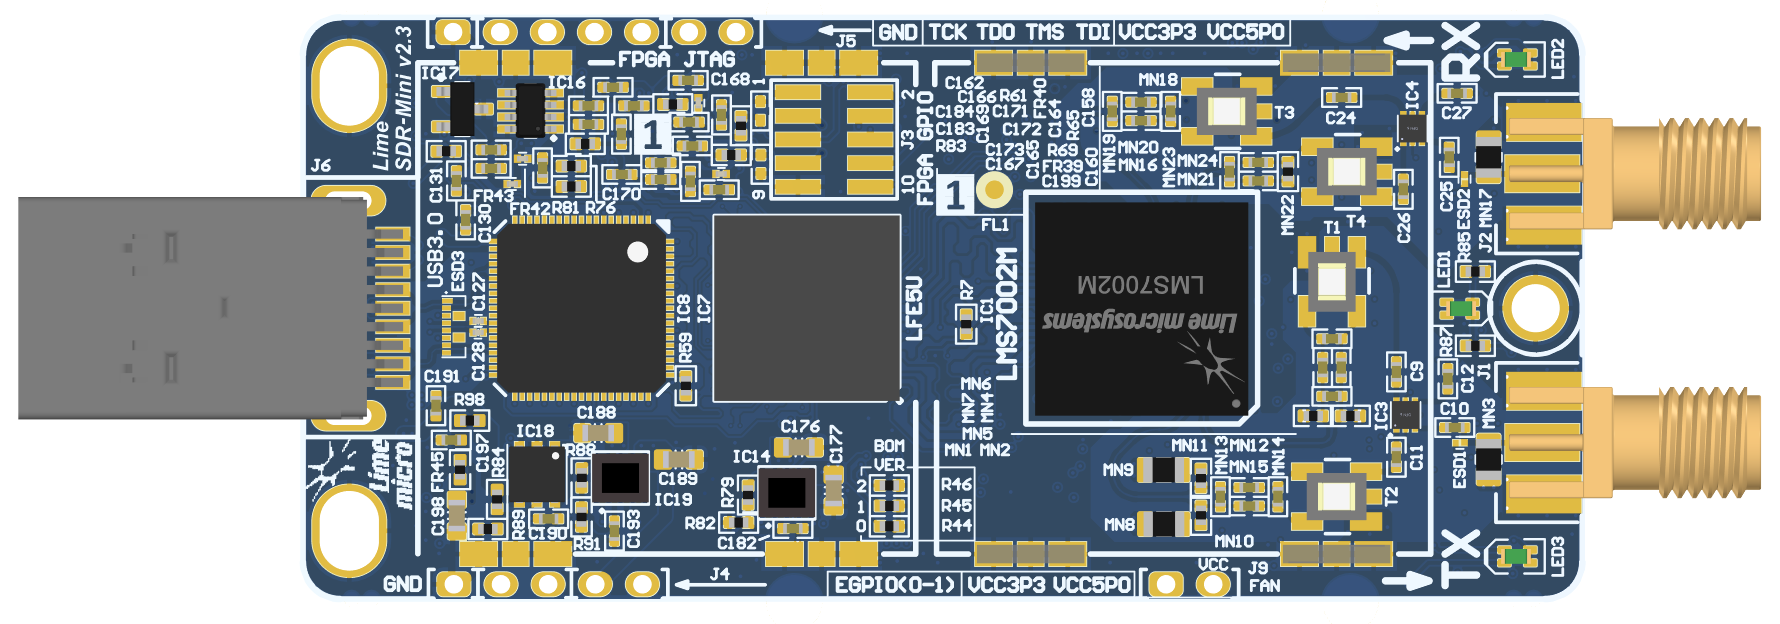 GND TCK TDO TMS TDI VCC3P3 VCC5P0
J5
FPGA JTAG
RX
LED2
Lime
SDR-Mini v2.3
IC17
IC16
C168
1
2
J3
FPGA GPIO
9
10
C162
C166 R61
C184
C171
C169
FR40
C183
C172
C164
R65
R83
C173
R69
C167
C165
FR39
C199
C160
C158
MN18
MN19
MN20
MN16
MN23
MN24
MN21
MN22
T3
C24
IC4
C27
C25
ESD2
MN17
J2
R85
C26
T4
T1
J6
C131
C130
FR43
FR42
R81
R76
C170
1
1
FL1
USB3.0
ESD3
C127
C128
IC8
IC7
R59
LFE5U
R7
IC1
LMS7002M
LMS7002M
Lime microsystems
LED1
R87
C12
J1
C9
C10
IC3
C11
ESD1
MN3
C191
R98
C188
IC18
R88
C189
IC19
C197
R84
FR45
C198
R89
C190
R91
C193
Lime
micro
C176
C177
IC14
R79
R82
C182
BOM
VER
2 R46
1 R45
0 R44
MN6
MN7
MN4
MN5
MN1 MN2
MN9
MN8
MN11
MN13
MN12
MN15
MN14
MN10
T2
TX
LED3
GND
J4
EGPIO(0-1) VCC3P3 VCC5P0
VCC
J9
FAN